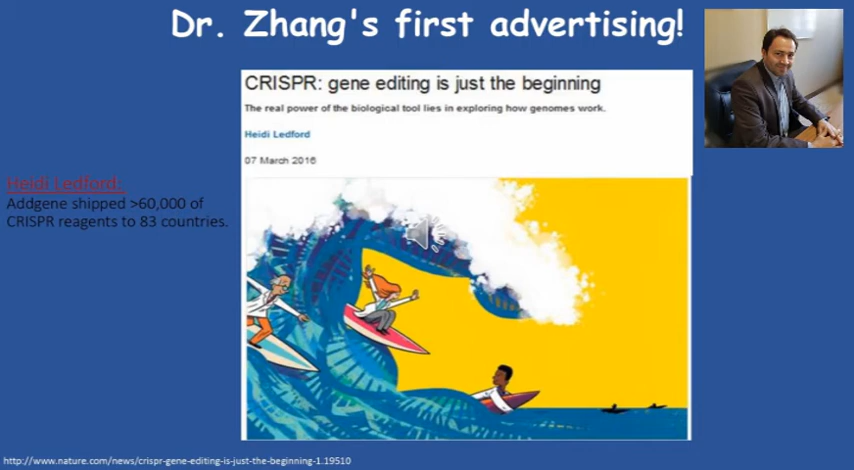 Dr. Zhang's first advertising!
CRISPR: gene editing is just the beginning
The real power of the biological tool lies in exploring how genomes work.
Heidi Ledford
07 March 2016
Heidi Ledford:
Addgene shipped >60,000 of
CRISPR reagents to 83 countries.
http://www.nature.com/news/crispr-gene-editing-is-just-the-beginning-1.19510